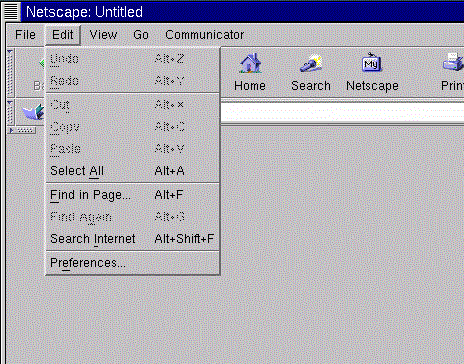 Netscape: Untitled
File Edit View Go Communicator
Undo Alt+Z
Redo Alt+Y
Cut Alt+X
Copy Alt+C
Paste Alt+V
Select All Alt+A
Find in Page... Alt+F
Find Again Alt+G
Search Internet Alt+Shift+F
Preferences...
Home Search My Netscape Print